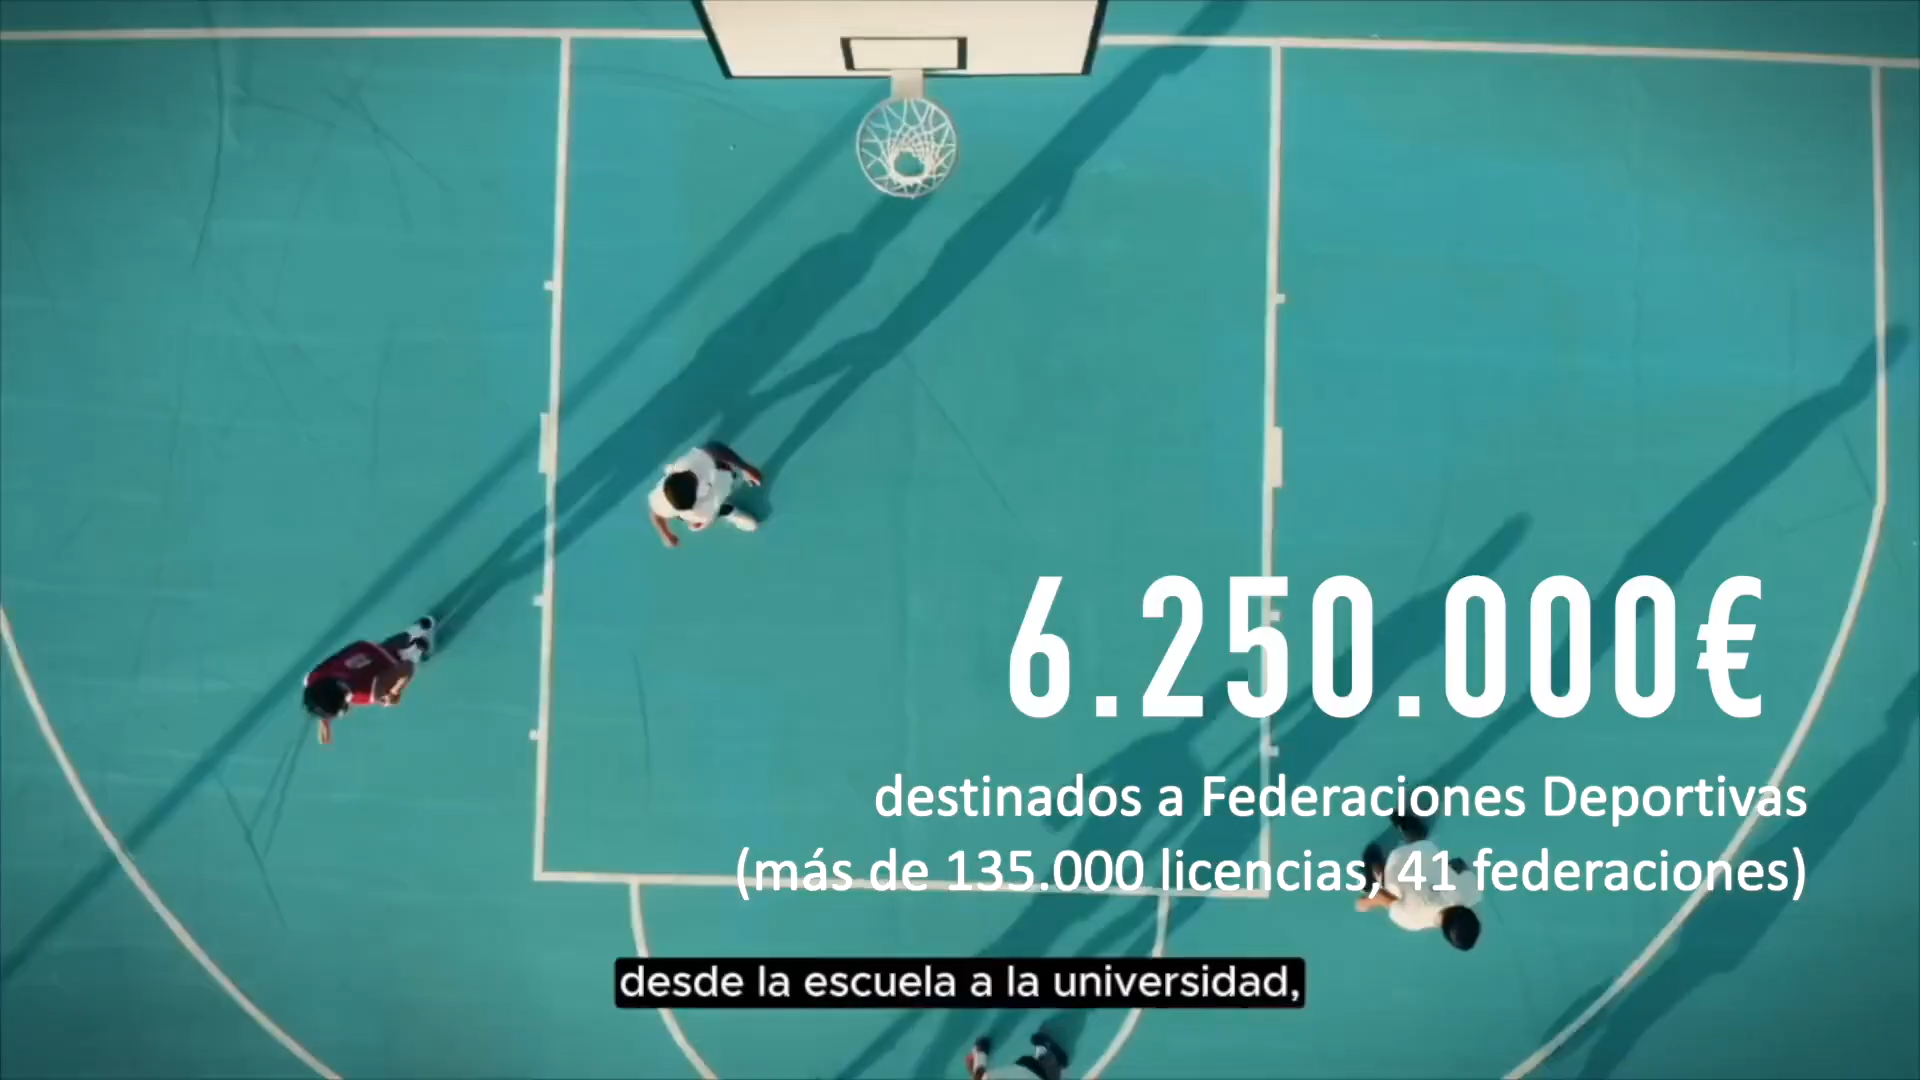 6.250.000€
destinados a Federaciones Deportivas
(más de 135.000 licencias, 41 federaciones)
desde la escuela a la universidad,